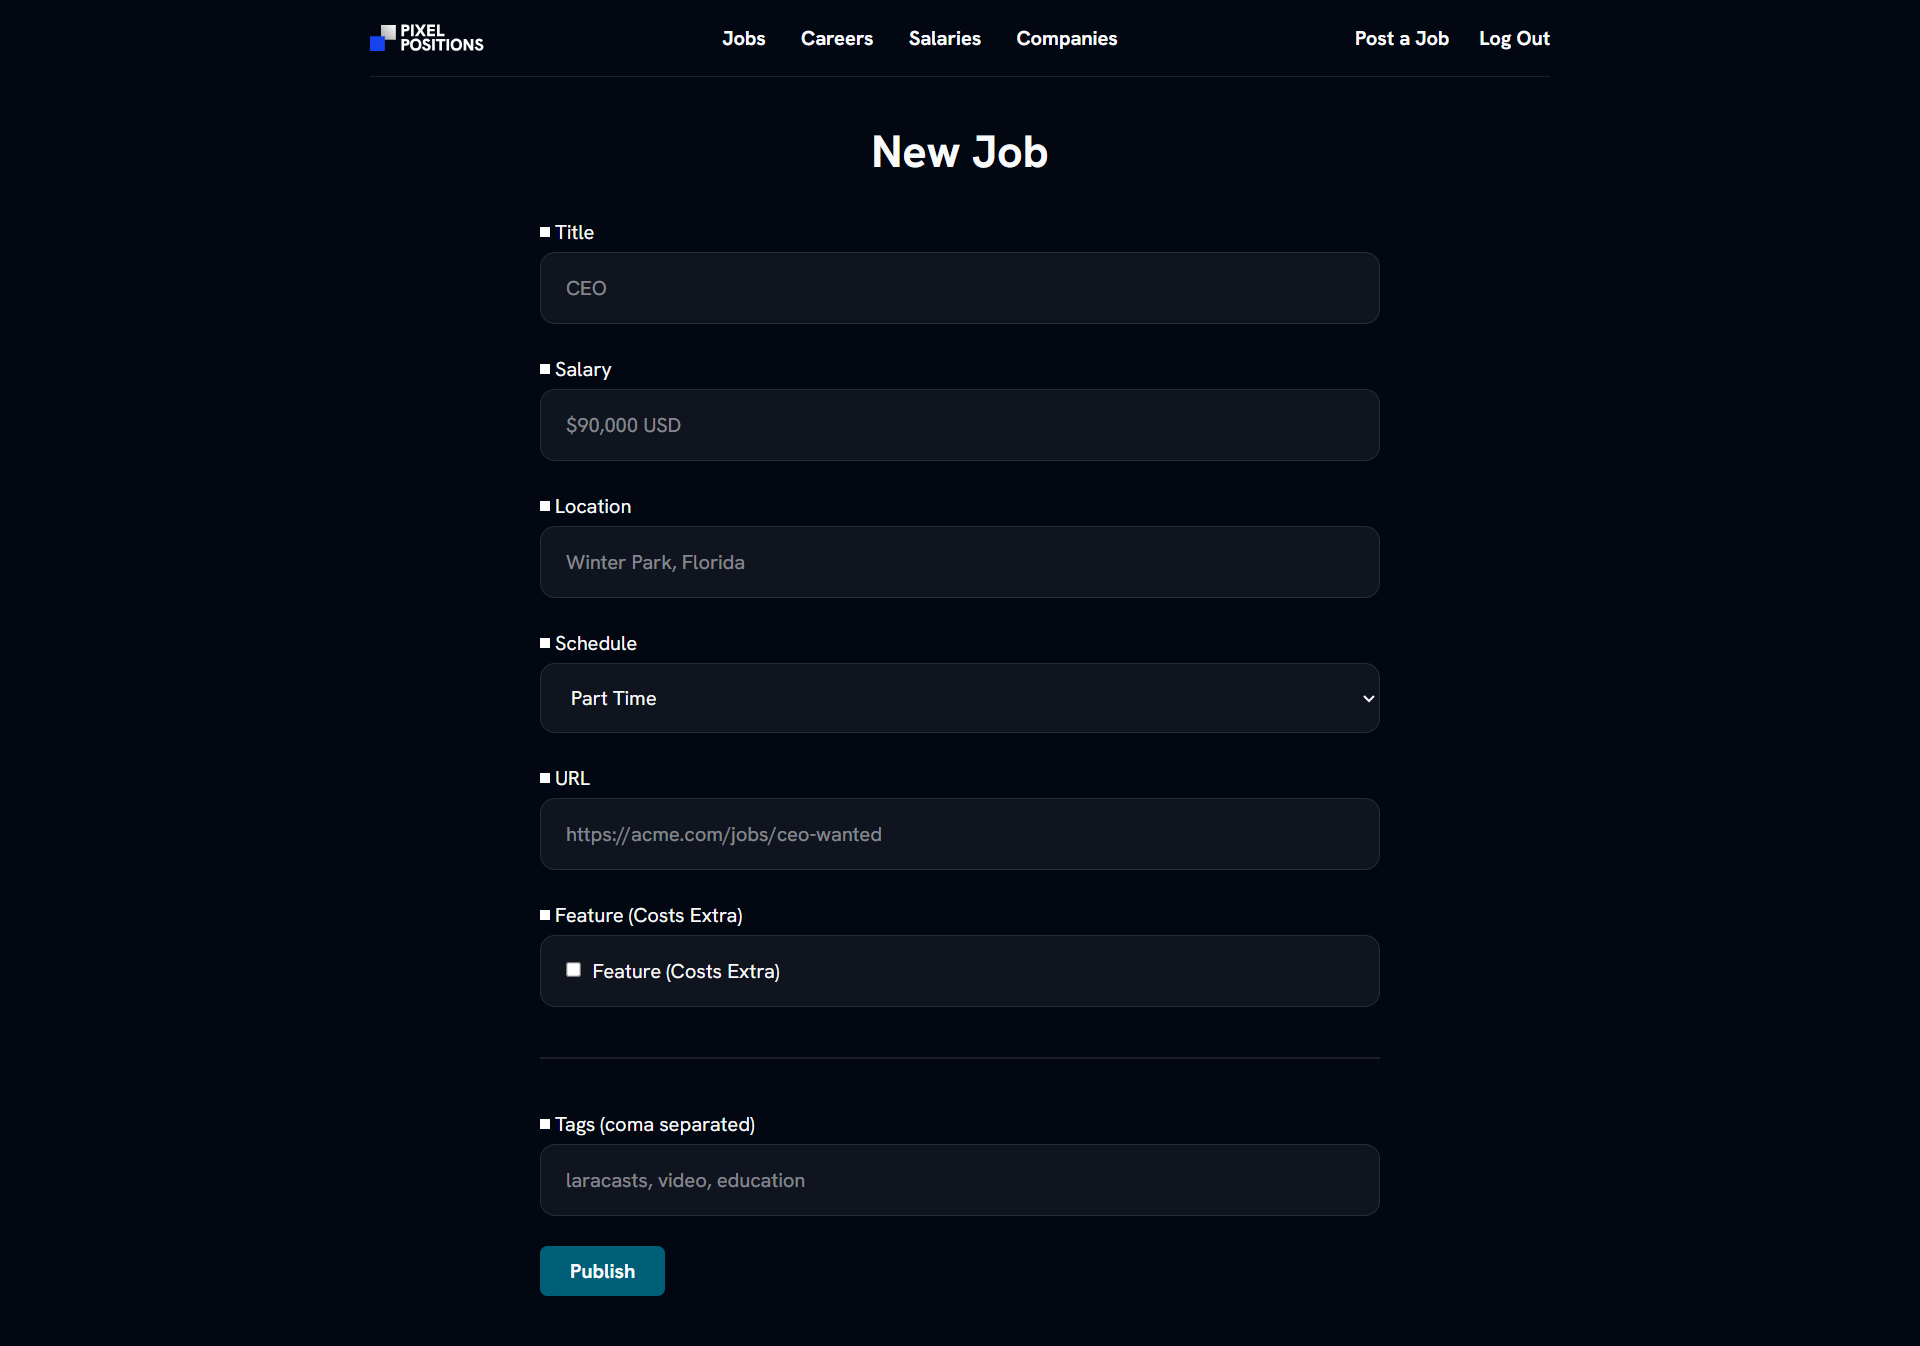 PIXEL
POSITIONS
Jobs Careers Salaries Companies
Post a Job Log Out
New Job
Title
CEO
Salary
$90,000 USD
Location
Winter Park, Florida
Schedule
Part Time
URL
https://acme.com/jobs/ceo-wanted
Feature (Costs Extra)
Feature (Costs Extra)
Tags (coma separated)
laracasts, video, education
Publish